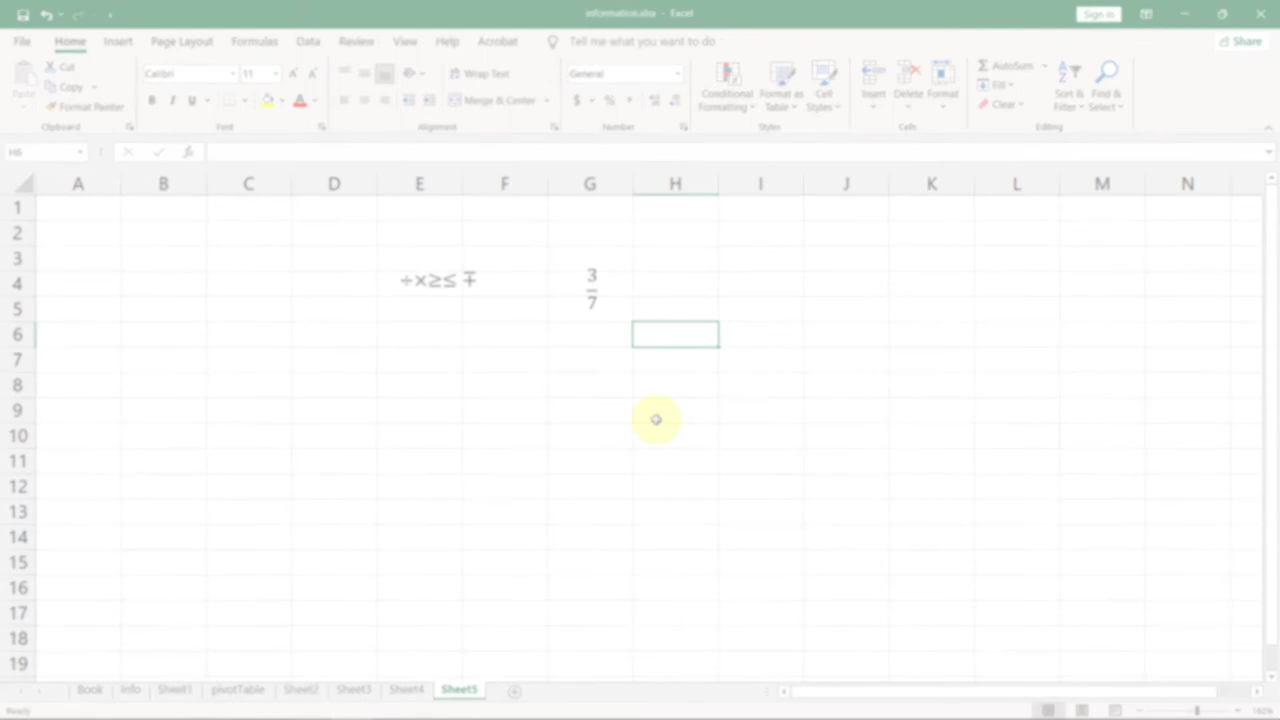 information.xlsx - Excel
Sign in
File Home Insert Page Layout Formulas Data Review View Help Acrobat Tell me what you want to do Share
Paste
Cut
Copy
Format Painter
Clipboard
Calibri 11
B I U
Font
Wrap Text
Merge & Center
Alignment
General
$ % ,
Number
Conditional Formatting
Format as Table
Cell Styles
Styles
Insert
Delete
Format
Cells
AutoSum
Fill
Clear
Sort & Filter
Find & Select
Editing
H6 fx
A B C D E F G H I J K L M N
1
2
3
4
5
6
7
8
9
10
11
12
13
14
15
16
17
18
19
÷×≥≤ ∓
3
7
Book Info Sheet1 pivotTable Sheet2 Sheet3 Sheet4 Sheet5
Ready
160%